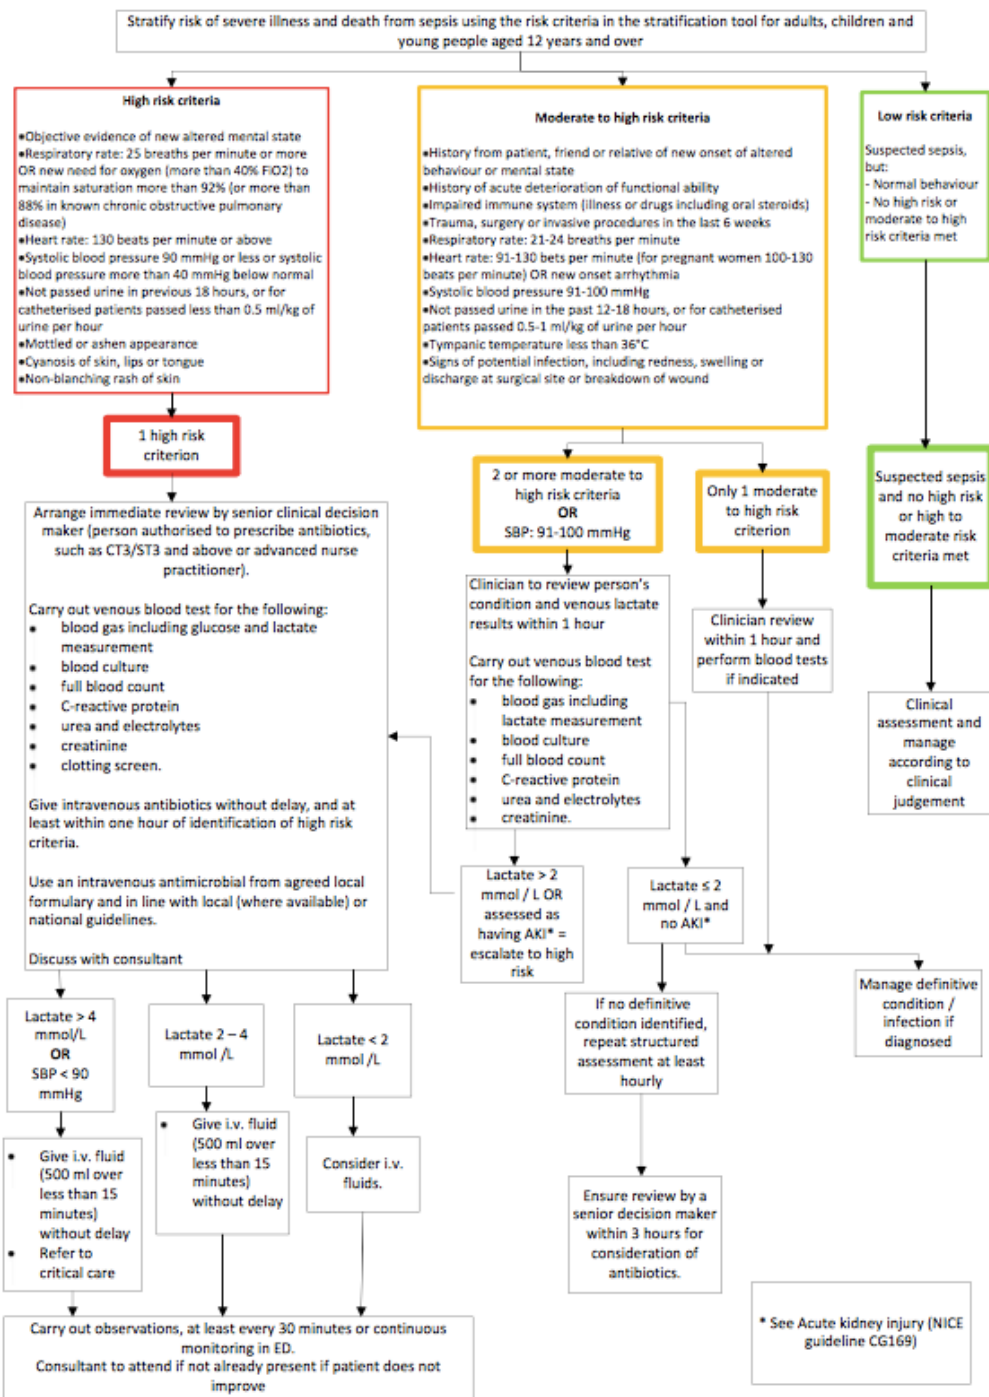 Stratify risk of severe illness and death from sepsis using the risk criteria in the stratification tool for adults, children and
young people aged 12 years and over
High risk criteria
•Objective evidence of new altered mental
state
•Respiratory rate: 25 breaths per minute or more
OR new need for oxygen (more than 40% FiO2) to
maintain saturation more than 92% (or more than
88% in known chronic obstructive pulmonary
disease)
•Heart rate: 130 beats per minute or above
•Systolic blood pressure 90 mmHg or less or systolic
blood pressure more than 40 mmHg below normal
•Not passed urine in previous 18 hours, or for
catheterised patients passed less than 0.5 ml/kg of
urine per hour
•Mottled or ashen appearance
•Cyanosis of skin, lips or tongue
•Non-blanching rash of skin
Moderate to high risk criteria
•History from patient, friend or relative of new onset of altered
behaviour or mental state
•History of acute deterioration of functional ability
•Impaired immune system (illness or drugs including oral steroids)
•Trauma, surgery or invasive procedures in the last 6 weeks
•Respiratory rate: 21-24 breaths per minute
•Heart rate: 91-130 bets per minute (for pregnant women 100-130
beats per minute) OR new onset arrhythmia
•Systolic blood pressure 91-100 mmHg
•Not passed urine in the past 12-18 hours, or for catheterised
patients passed 0.5-1 ml/kg of urine per hour
•Tympanic temperature less than 36°C
•Signs of potential infection, including redness, swelling or
discharge at surgical site or breakdown of wound
Low risk criteria
Suspected sepsis,
but:
- Normal behaviour
- No high risk or
moderate to high
risk criteria met
1 high risk
criterion
2 or more moderate to
high risk criteria
OR
SBP: 91-100 mmHg
Only 1 moderate
to high risk
criterion
Suspected sepsis
and no high risk
or high to
moderate risk
criteria met
Arrange immediate review by senior clinical decision
maker (person authorised to prescribe antibiotics,
such as CT3/ST3 and above or advanced nurse
practitioner).
Carry out venous blood test for the following:
• blood gas including glucose and lactate
measurement
• blood culture
• full blood count
• C-reactive protein
• urea and electrolytes
• creatinine
• clotting screen.
Give intravenous antibiotics without delay, and at
least within one hour of identification of high risk
criteria.
Use an intravenous antimicrobial from agreed local
formulary and in line with local (where available) or
national guidelines.
Discuss with consultant
Clinician to review person's
condition and venous lactate
results within 1 hour
Carry out venous blood test
for the following:
• blood gas including
lactate measurement
• blood culture
• full blood count
• C-reactive protein
• urea and electrolytes
• creatinine.
Clinician review
within 1 hour and
perform blood tests
if indicated
Clinical
assessment and
manage
according to
clinical
judgement
Lactate > 2
mmol / L OR
assessed as
having AKI* =
escalate to high
risk
Lactate ≤ 2
mmol / L and
no AKI*
Manage definitive
condition /
infection if
diagnosed
Lactate > 4
mmol/L
OR
SBP < 90
mmHg
Lactate 2 – 4
mmol /L
Lactate < 2
mmol /L
If no definitive
condition identified,
repeat structured
assessment at least
hourly
• Give i.v. fluid
(500 ml over
less than 15
minutes)
without delay
• Refer to
critical care
• Give i.v. fluid
(500 ml over
less than 15
minutes)
without delay
Consider i.v.
fluids.
Ensure review by a
senior decision maker
within 3 hours for
consideration of
antibiotics.
Carry out observations, at least every 30 minutes or continuous
monitoring in ED.
Consultant to attend if not already present if patient does not
improve
* See Acute kidney injury (NICE
guideline CG169)